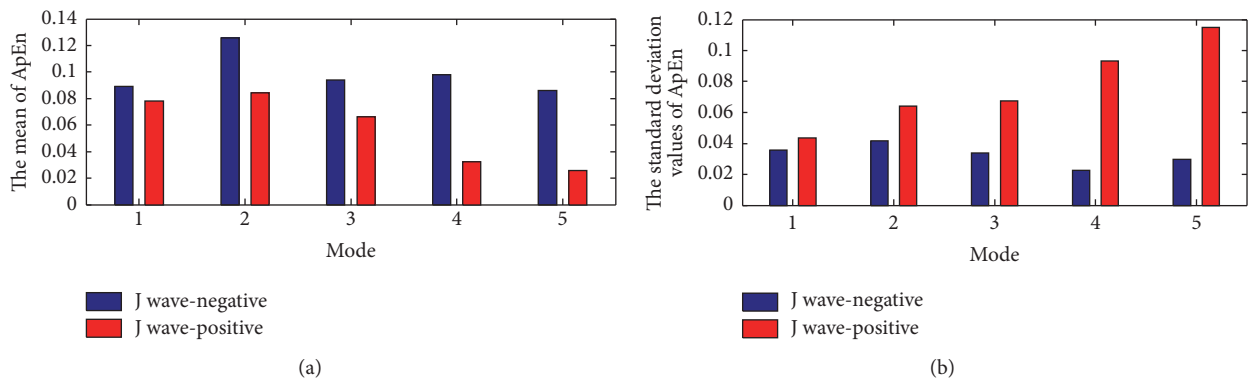 The mean of ApEn
0.14
0.12
0.1
0.08
0.06
0.04
0.02
0
1 2 3 4 5
Mode
J wave-negative
J wave-positive
(a)
The standard deviation
values of ApEn
0.12
0.1
0.08
0.06
0.04
0.02
0
1 2 3 4 5
Mode
J wave-negative
J wave-positive
(b)